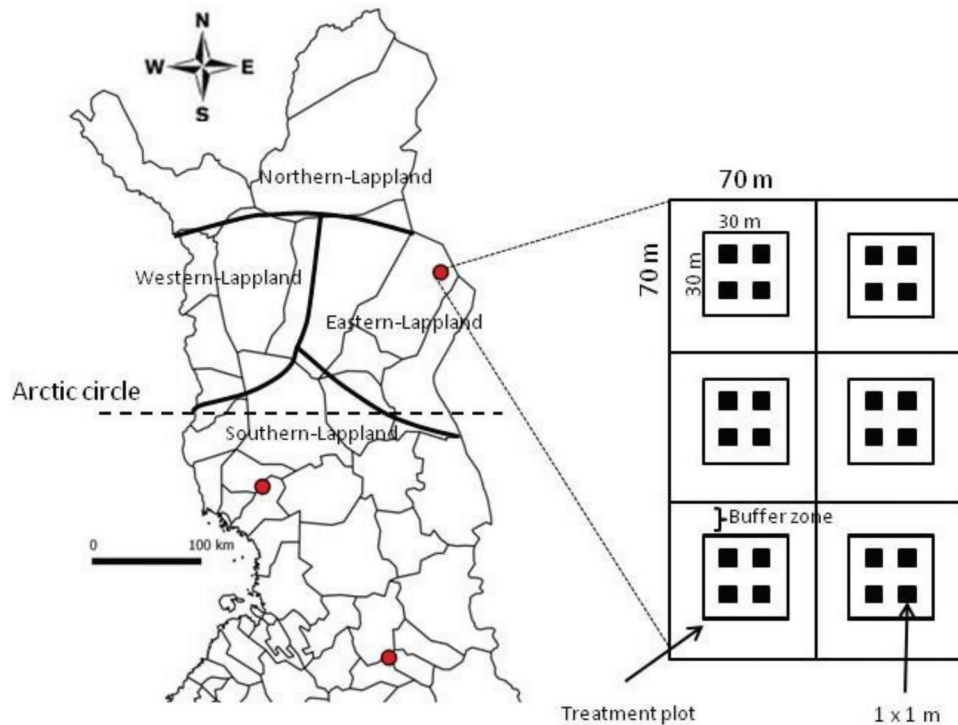 N
W E
S
Northern-Lappland
Western-Lappland
Eastern-Lappland
Arctic circle
Southern-Lappland
0 100 km
70 m
70 m
30 m
30 m
Buffer zone
Treatment plot
1 x 1 m